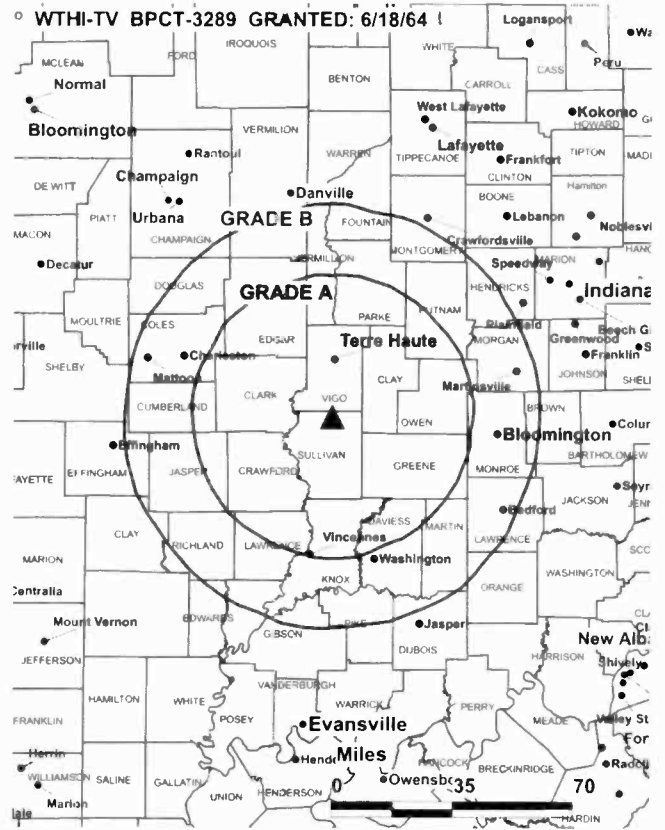 WTHI-TV BPCT-3289 GRANTED: 6/18/64
Logansport
IROQUOIS
WHITE
FORD
CASS
Peru
MCLEAN
BENTON
CARROLL
Normal
West Lafayette
Kokomo
HOWARD
Bloomington
VERMILION
Lafayette
WARREN
TIPPECANOE
Frankfort
TIPTON
Rantoul
CLINTON
Champaign
DE WITT
Danville
BOONE
Hamilton
PIATT
Urbana
GRADE B
FOUNTAIN
Lebanon
MACON
CHAMPAIGN
Crawfordsville
MONTGOMERY
Decatur
VERMILLION
Speedway
MARION
HENDRICKS
DOUGLAS
GRADE A
Indiana
PUTNAM
MOULTRIE
COLES
PARKE
Plainfield
EDGAR
Terre Haute
MORGAN
Greenwood
Charleston
Franklin
SHELBY
Mattoon
CLAY
JOHNSON
Martinsville
CLARK
VIGO
CUMBERLAND
BROWN
OWEN
Bloomington
Effingham
SULLIVAN
BARTHOLOMEW
EFFINGHAM
JASPER
CRAWFORD
GREENE
MONROE
JACKSON
CLAY
DAVIESS
MARTIN
Bedford
RICHLAND
LAWRENCE
Vincennes
LAWRENCE
MARION
Washington
WASHINGTON
KNOX
ORANGE
Mount Vernon
EDWARDS
PIKE
Jasper
GIBSON
DUBOIS
JEFFERSON
HARRISON
Shively
HAMILTON
WHITE
VANDERBURGH
POSEY
WARRICK
PERRY
MEADE
FRANKLIN
Evansville
Herrin
Miles
HANCOCK
BRECKINRIDGE
WILLIAMSON
SALINE
GALLATIN
UNION
HENDERSON
0
35
70
Marion
HARDIN